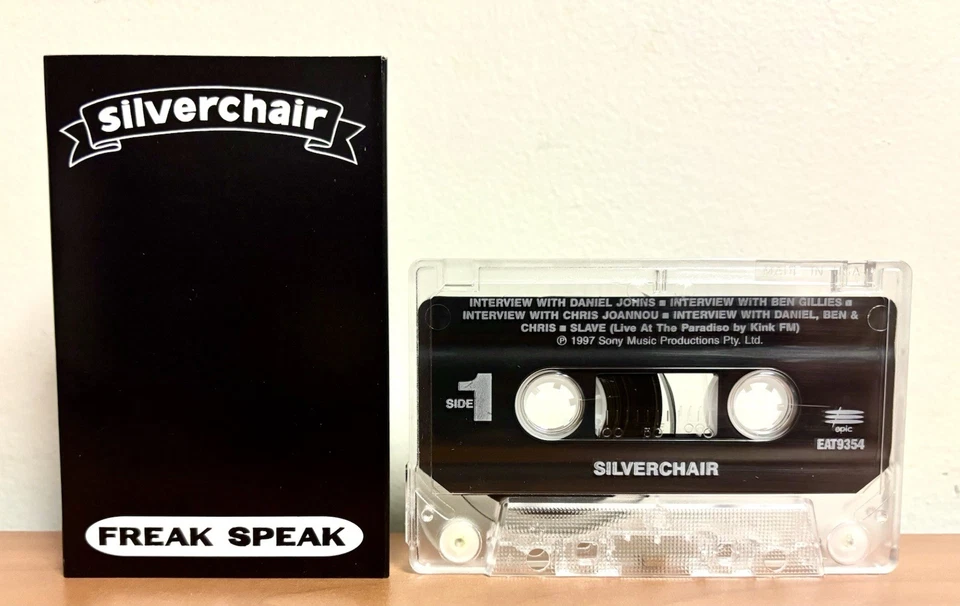 silverchair
FREAK SPEAK
MADE IN
INTERVIEW WITH DANIEL JOHNS ■ INTERVIEW WITH BEN GILLIES ■
INTERVIEW WITH CHRIS JOANNOU ■ INTERVIEW WITH DANIEL, BEN &
CHRIS ■ SLAVE (Live At The Paradiso by Kink FM)
℗ 1997 Sony Music Productions Pty. Ltd.
SIDE 1
epic
EAT9354
SILVERCHAIR